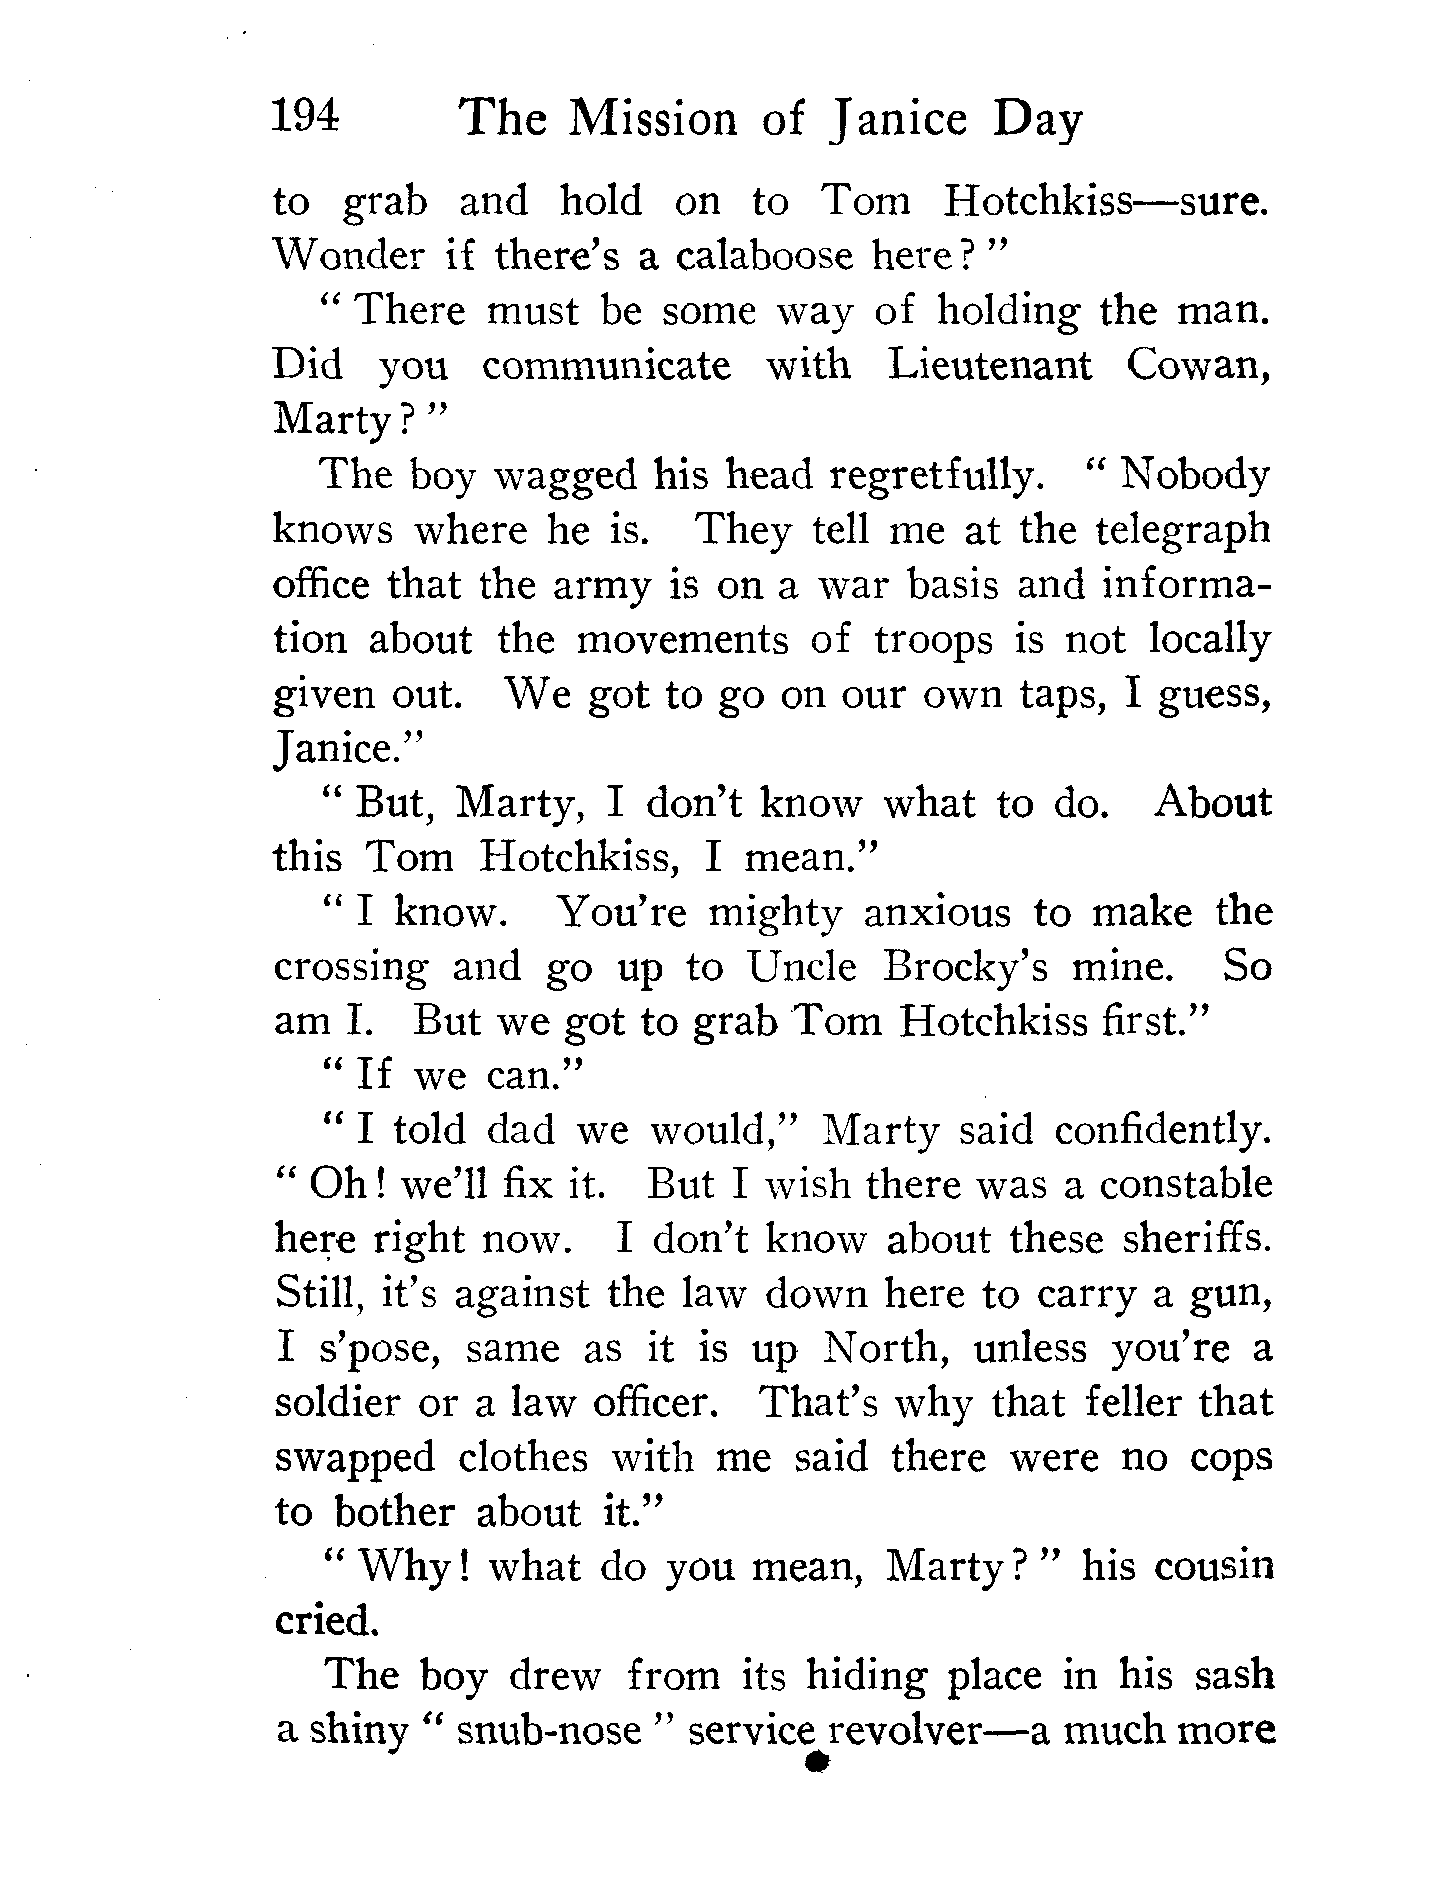 194 The Mission of Janice Day
to grab and hold on to Tom Hotchkiss—sure.
Wonder if there's a calaboose here?"
"There must be some way of holding the man.
Did you communicate with Lieutenant Cowan,
Marty?"
The boy wagged his head regretfully. "Nobody
knows where he is. They tell me at the telegraph
office that the army is on a war basis and informa-
tion about the movements of troops is not locally
given out. We got to go on our own taps, I guess,
Janice."
"But, Marty, I don't know what to do. About
this Tom Hotchkiss, I mean."
"I know. You're mighty anxious to make the
crossing and go up to Uncle Brocky's mine. So
am I. But we got to grab Tom Hotchkiss first."
"If we can."
"I told dad we would," Marty said confidently.
"Oh! we'll fix it. But I wish there was a constable
here right now. I don't know about these sheriffs.
Still, it's against the law down here to carry a gun,
I s'pose, same as it is up North, unless you're a
soldier or a law officer. That's why that feller that
swapped clothes with me said there were no cops
to bother about it."
"Why! what do you mean, Marty?" his cousin
cried.
The boy drew from its hiding place in his sash
a shiny "snub-nose" service revolver—a much more